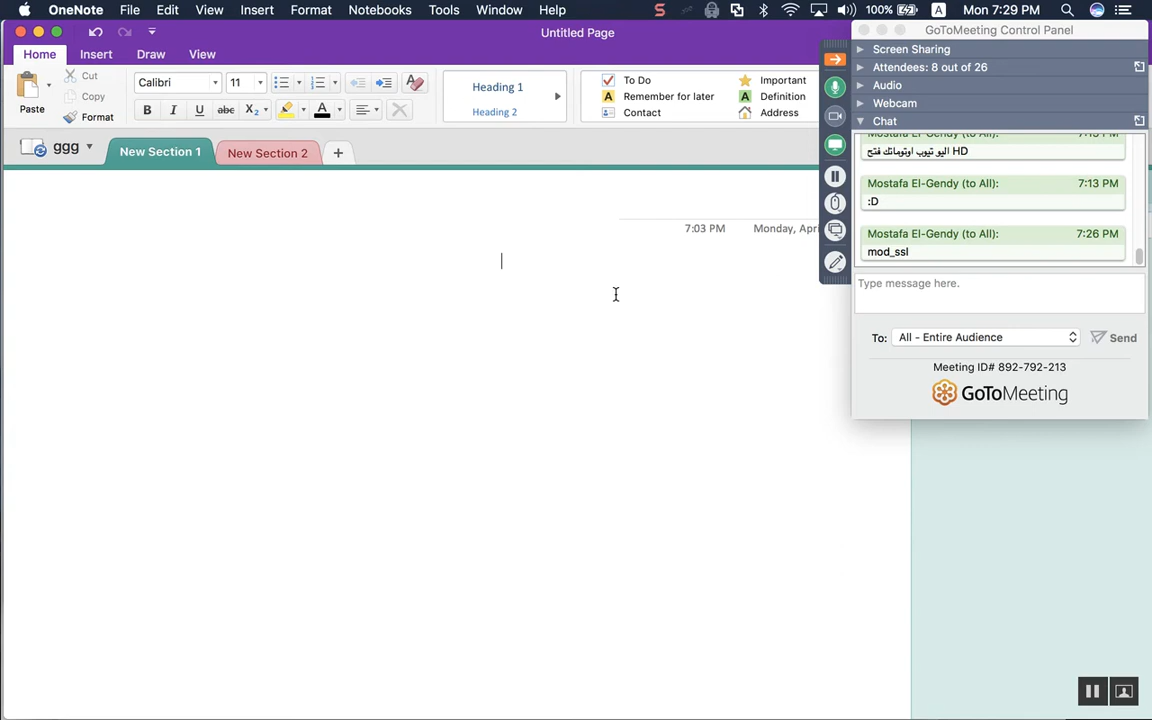 OneNote File Edit View Insert Format Notebooks Tools Window Help 100% A Mon 7:29 PM
Untitled Page
GoToMeeting Control Panel
Home Insert Draw View
Screen Sharing
Attendees: 8 out of 26
Audio
Webcam
Chat
Paste
Cut
Copy
Format
Calibri 11
B I U abc X2 A
Heading 1
Heading 2
To Do
Remember for later
Contact
Important
Definition
Address
ggg New Section 1 New Section 2 +
7:03 PM Monday, Apri
اليو تيوب اوتوماتك فتح HD
Mostafa El-Gendy (to All): 7:13 PM
:D
Mostafa El-Gendy (to All): 7:26 PM
mod_ssl
Type message here.
To: All - Entire Audience Send
Meeting ID# 892-792-213
GoToMeeting